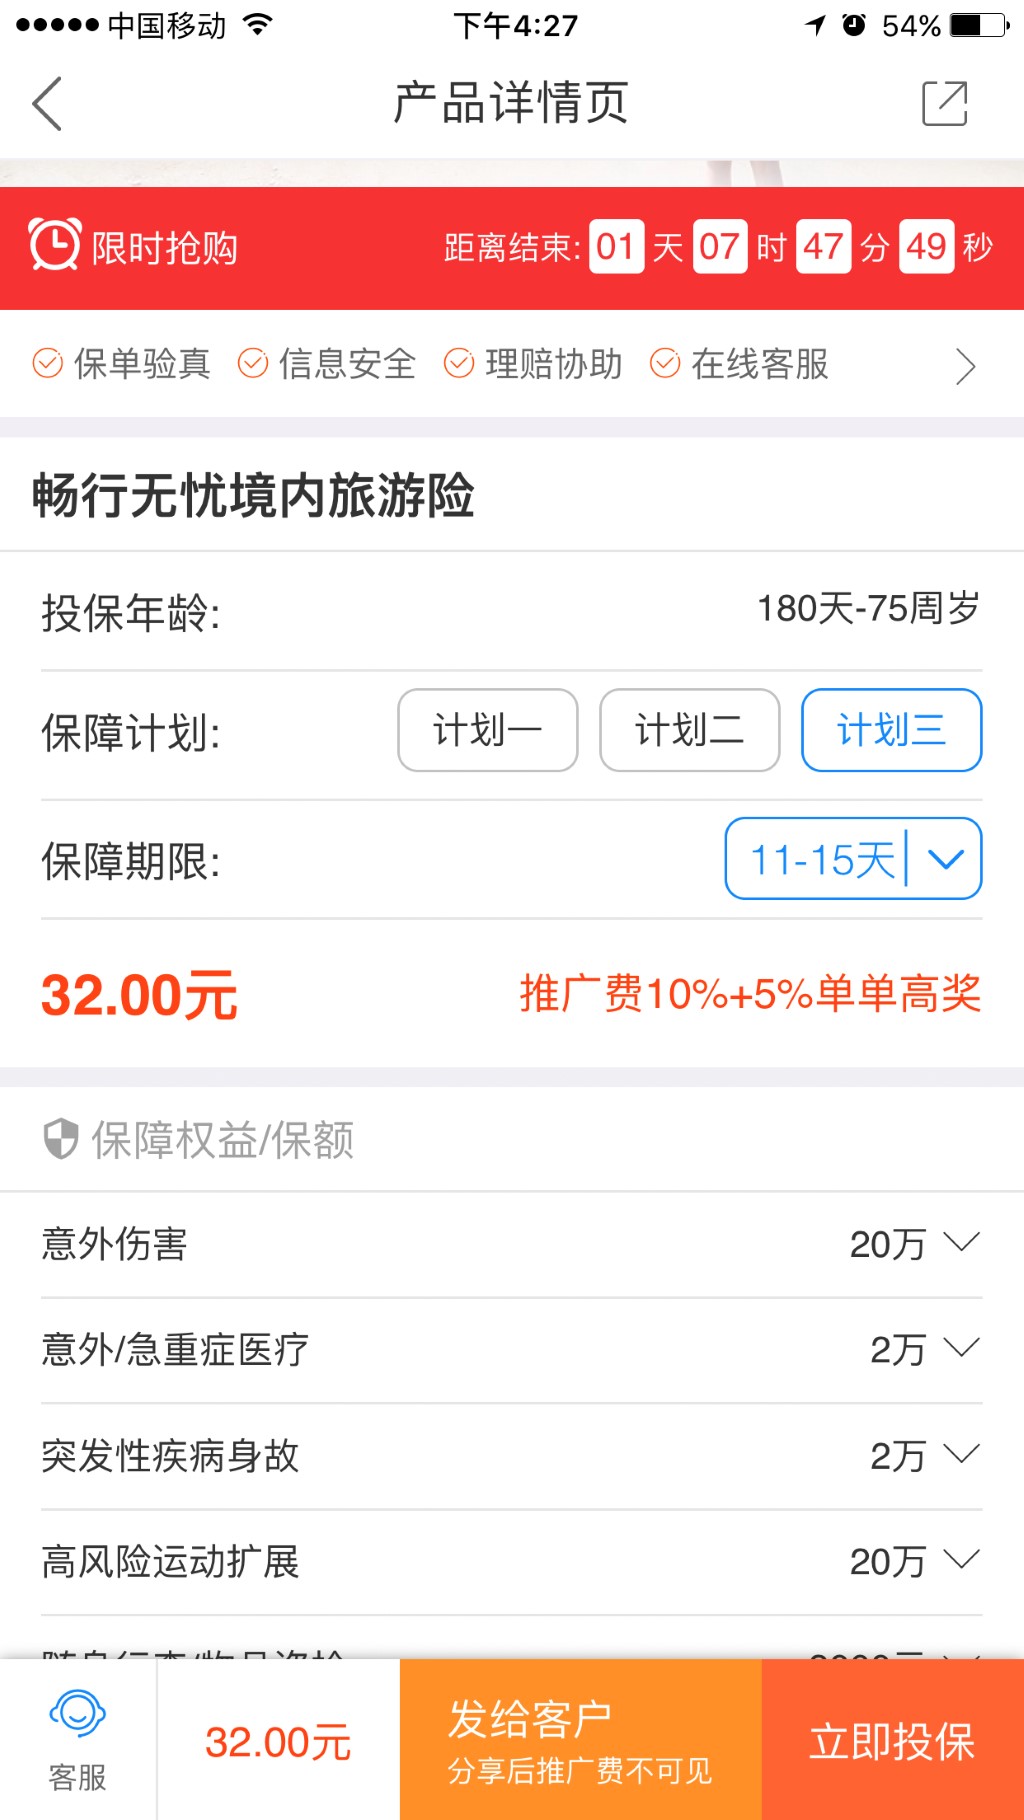 中国移动 下午4:27 54%
产品详情页
限时抢购 距离结束: 01 天 07 时 47 分 49 秒
保单验真 信息安全 理赔协助 在线客服
畅行无忧境内旅游险
投保年龄: 180天-75周岁
保障计划: 计划一 计划二 计划三
保障期限: 11-15天
32.00元 推广费10%+5%单单高奖
保障权益/保额
意外伤害 20万
意外/急重症医疗 2万
突发性疾病身故 2万
高风险运动扩展 20万
客服 32.00元 发给客户 立即投保
分享后推广费不可见